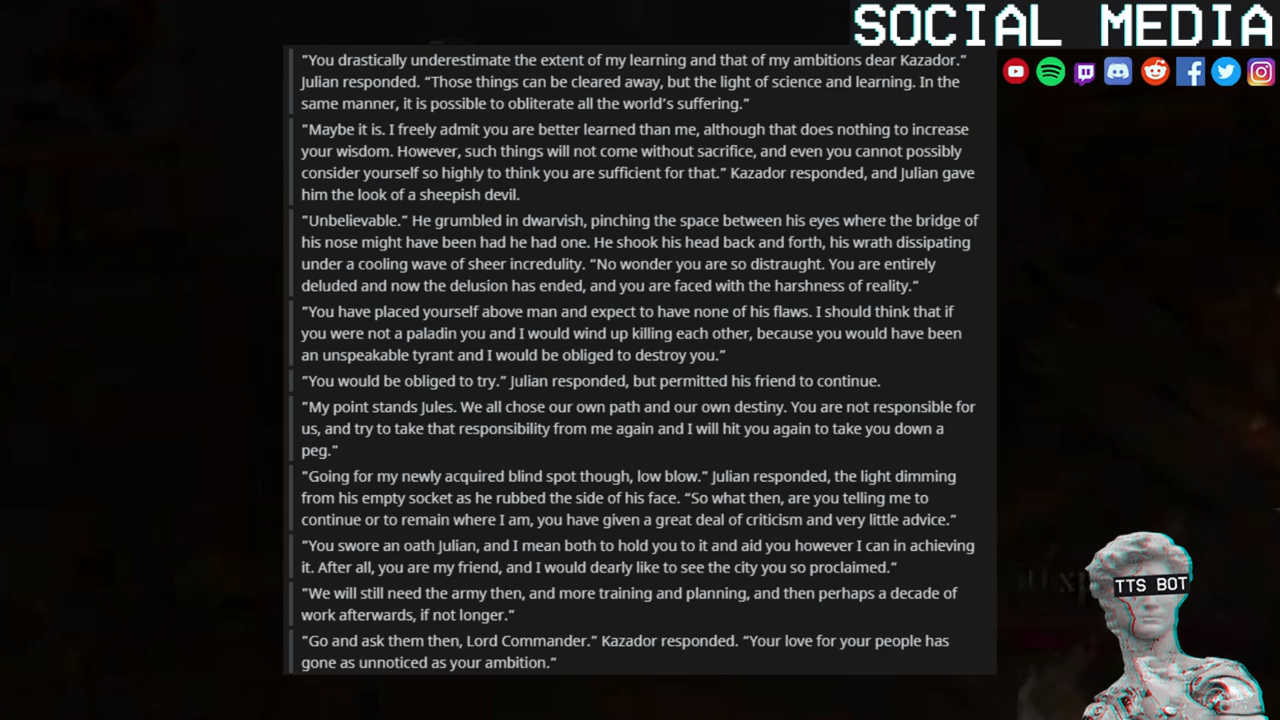 SOCIAL MEDIA
“You drastically underestimate the extent of my learning and that of my ambitions dear Kazador.”
Julian responded. “Those things can be cleared away, but the light of science and learning. In the
same manner, it is possible to obliterate all the world’s suffering.”
“Maybe it is. I freely admit you are better learned than me, although that does nothing to increase
your wisdom. However, such things will not come without sacrifice, and even you cannot possibly
consider yourself so highly to think you are sufficient for that.” Kazador responded, and Julian gave
him the look of a sheepish devil.
“Unbelievable.” He grumbled in dwarvish, pinching the space between his eyes where the bridge of
his nose might have been had he had one. He shook his head back and forth, his wrath dissipating
under a cooling wave of sheer incredulity. “No wonder you are so distraught. You are entirely
deluded and now the delusion has ended, and you are faced with the harshness of reality.”
“You have placed yourself above man and expect to have none of his flaws. I should think that if
you were not a paladin you and I would wind up killing each other, because you would have been
an unspeakable tyrant and I would be obliged to destroy you.”
“You would be obliged to try.” Julian responded, but permitted his friend to continue.
“My point stands Jules. We all chose our own path and our own destiny. You are not responsible for
us, and try to take that responsibility from me again and I will hit you again to take you down a
peg.”
“Going for my newly acquired blind spot though, low blow.” Julian responded, the light dimming
from his empty socket as he rubbed the side of his face. “So what then, are you telling me to
continue or to remain where I am, you have given a great deal of criticism and very little advice.”
“You swore an oath Julian, and I mean both to hold you to it and aid you however I can in achieving
it. After all, you are my friend, and I would dearly like to see the city you so proclaimed.”
“We will still need the army then, and more training and planning, and then perhaps a decade of
work afterwards, if not longer.”
“Go and ask them then, Lord Commander.” Kazador responded. “Your love for your people has
gone as unnoticed as your ambition.”
TTS BOT